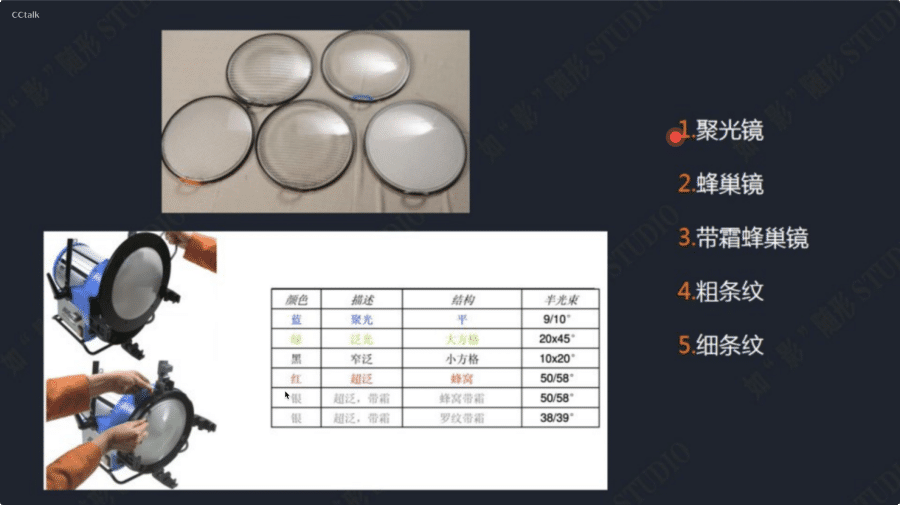 CCtalk
1.聚光镜
2.蜂巢镜
3.带霜蜂巢镜
4.粗条纹
5.细条纹
颜色 描述 结构 半光束
蓝 聚光 平 9/10°
绿 泛光 大方格 20x45°
黑 窄泛 小方格 10x20°
红 超泛 蜂窝 50/58°
银 超泛，带霜 蜂窝带霜 50/58°
银 超泛，带霜 罗纹带霜 38/39°